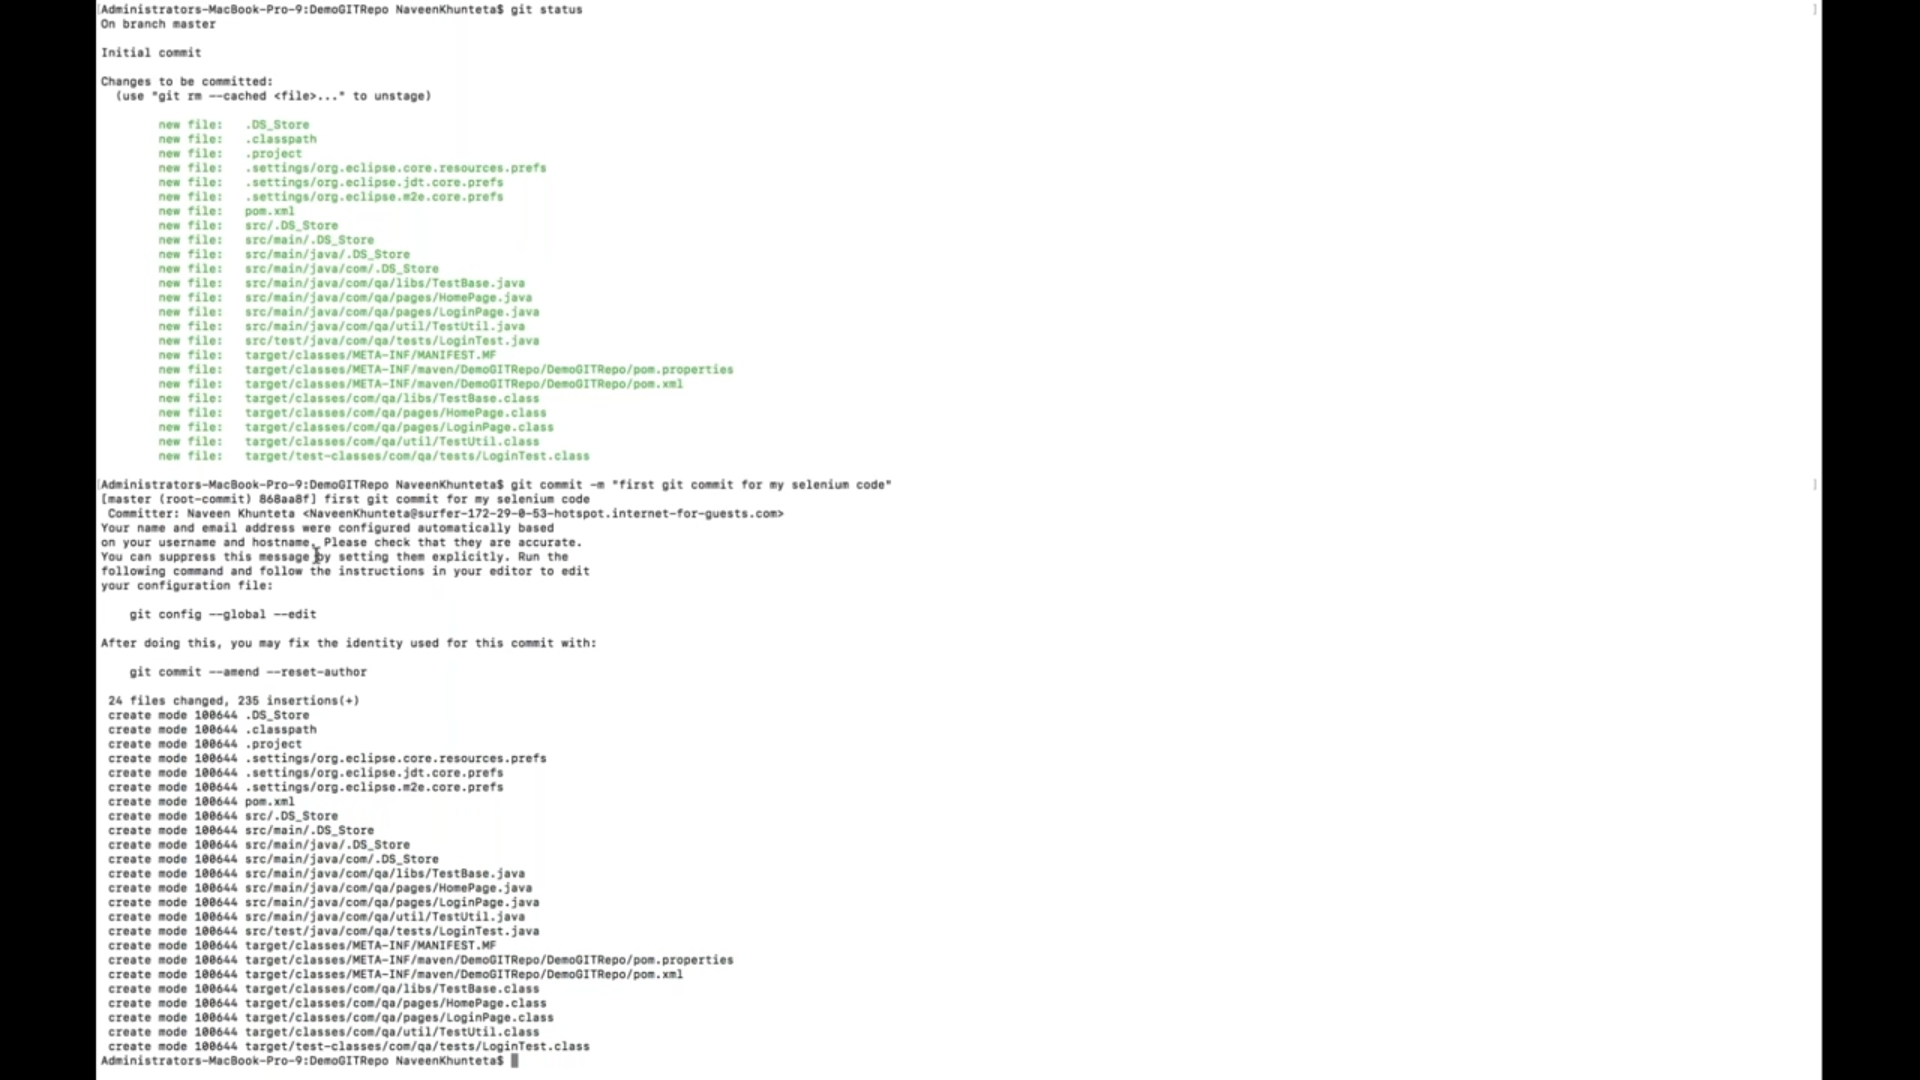 [Administrators-MacBook-Pro-9:DemoGITRepo NaveenKhunteta$ git status ]
On branch master
Initial commit
Changes to be committed:
(use "git rm --cached <file>..." to unstage)
new file: .DS_Store
new file: .classpath
new file: .project
new file: .settings/org.eclipse.core.resources.prefs
new file: .settings/org.eclipse.jdt.core.prefs
new file: .settings/org.eclipse.m2e.core.prefs
new file: pom.xml
new file: src/.DS_Store
new file: src/main/.DS_Store
new file: src/main/java/.DS_Store
new file: src/main/java/com/.DS_Store
new file: src/main/java/com/qa/libs/TestBase.java
new file: src/main/java/com/qa/pages/HomePage.java
new file: src/main/java/com/qa/pages/LoginPage.java
new file: src/main/java/com/qa/util/TestUtil.java
new file: src/test/java/com/qa/tests/LoginTest.java
new file: target/classes/META-INF/MANIFEST.MF
new file: target/classes/META-INF/maven/DemoGITRepo/DemoGITRepo/pom.properties
new file: target/classes/META-INF/maven/DemoGITRepo/DemoGITRepo/pom.xml
new file: target/classes/com/qa/libs/TestBase.class
new file: target/classes/com/qa/pages/HomePage.class
new file: target/classes/com/qa/pages/LoginPage.class
new file: target/classes/com/qa/util/TestUtil.class
new file: target/test-classes/com/qa/tests/LoginTest.class
[Administrators-MacBook-Pro-9:DemoGITRepo NaveenKhunteta$ git commit -m "first git commit for my selenium code" ]
[master (root-commit) 868aa8f] first git commit for my selenium code
Committer: Naveen Khunteta <NaveenKhunteta@surfer-172-29-0-53-hotspot.internet-for-guests.com>
Your name and email address were configured automatically based
on your username and hostname. Please check that they are accurate.
You can suppress this message by setting them explicitly. Run the
following command and follow the instructions in your editor to edit
your configuration file:
git config --global --edit
After doing this, you may fix the identity used for this commit with:
git commit --amend --reset-author
24 files changed, 235 insertions(+)
create mode 100644 .DS_Store
create mode 100644 .classpath
create mode 100644 .project
create mode 100644 .settings/org.eclipse.core.resources.prefs
create mode 100644 .settings/org.eclipse.jdt.core.prefs
create mode 100644 .settings/org.eclipse.m2e.core.prefs
create mode 100644 pom.xml
create mode 100644 src/.DS_Store
create mode 100644 src/main/.DS_Store
create mode 100644 src/main/java/.DS_Store
create mode 100644 src/main/java/com/.DS_Store
create mode 100644 src/main/java/com/qa/libs/TestBase.java
create mode 100644 src/main/java/com/qa/pages/HomePage.java
create mode 100644 src/main/java/com/qa/pages/LoginPage.java
create mode 100644 src/main/java/com/qa/util/TestUtil.java
create mode 100644 src/test/java/com/qa/tests/LoginTest.java
create mode 100644 target/classes/META-INF/MANIFEST.MF
create mode 100644 target/classes/META-INF/maven/DemoGITRepo/DemoGITRepo/pom.properties
create mode 100644 target/classes/META-INF/maven/DemoGITRepo/DemoGITRepo/pom.xml
create mode 100644 target/classes/com/qa/libs/TestBase.class
create mode 100644 target/classes/com/qa/pages/HomePage.class
create mode 100644 target/classes/com/qa/pages/LoginPage.class
create mode 100644 target/classes/com/qa/util/TestUtil.class
create mode 100644 target/test-classes/com/qa/tests/LoginTest.class
Administrators-MacBook-Pro-9:DemoGITRepo NaveenKhunteta$